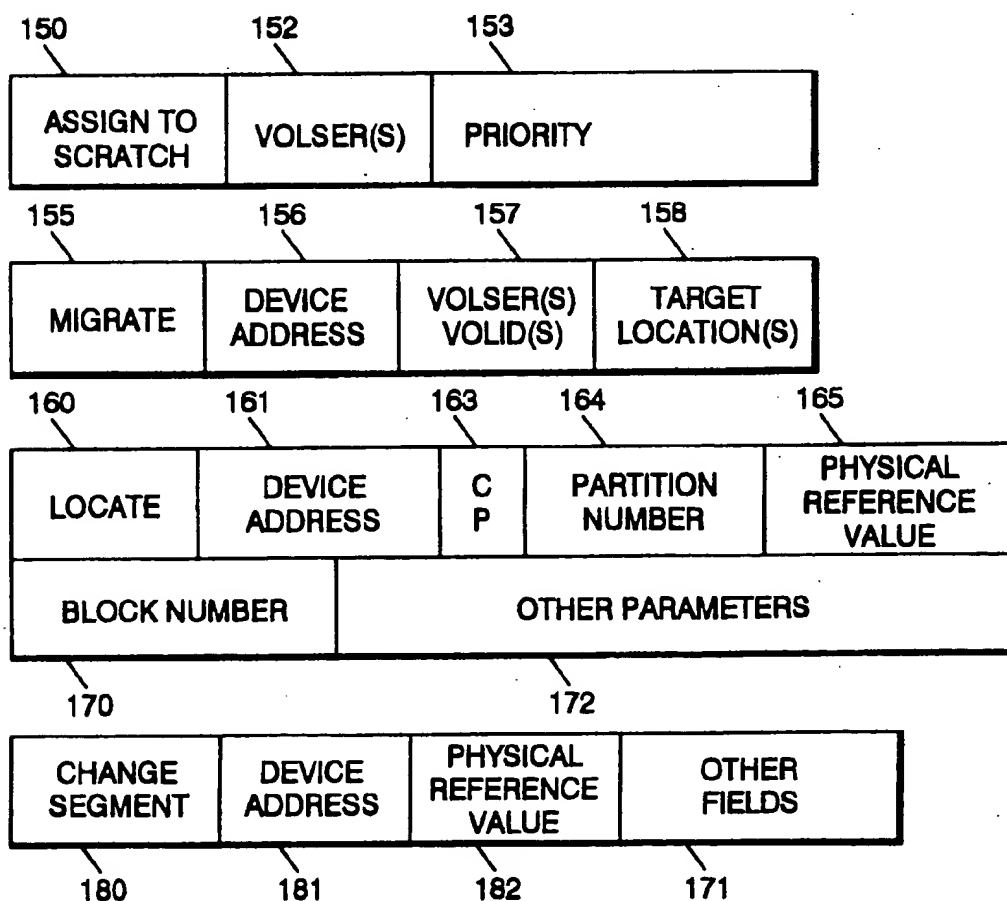 150 152 153
ASSIGN TO
SCRATCH
VOLSER(S)
PRIORITY
155 156 157 158
MIGRATE
DEVICE
ADDRESS
VOLSER(S)
VOLID(S)
TARGET
LOCATION(S)
160 161 163 164 165
LOCATE
DEVICE
ADDRESS
C
P
PARTITION
NUMBER
PHYSICAL
REFERENCE
VALUE
BLOCK NUMBER
OTHER PARAMETERS
170 172
CHANGE
SEGMENT
DEVICE
ADDRESS
PHYSICAL
REFERENCE
VALUE
OTHER
FIELDS
180 181 182 171